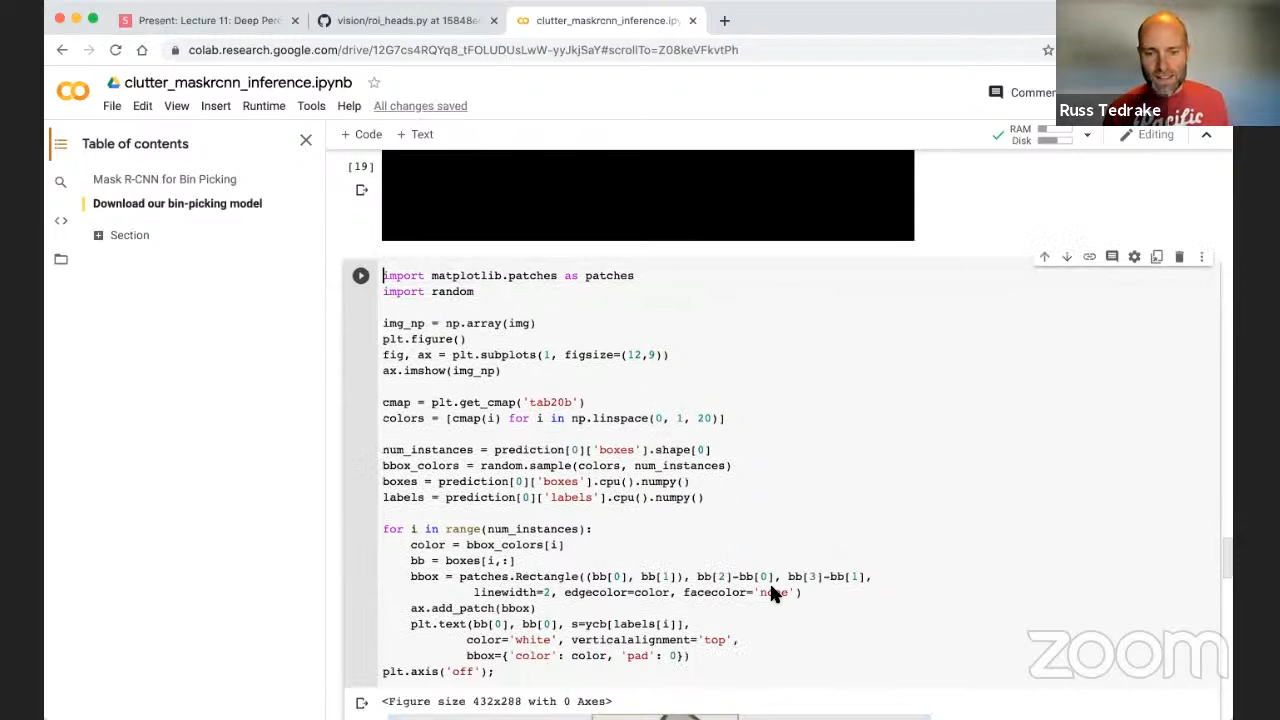 Present: Lecture 11: Deep Perc
vision/roi_heads.py at 15848e
clutter_maskrcnn_inference.ipy
colab.research.google.com/drive/12G7cs4RQYq8_tFOLUDUsLwW-yyJkjSaY#scrollTo=Z08keVFkvtPh
clutter_maskrcnn_inference.ipynb
File Edit View Insert Runtime Tools Help All changes saved
Comme
Russ Tedrake
Pacific
Table of contents
+ Code + Text
RAM
Disk
Editing
Mask R-CNN for Bin Picking
Download our bin-picking model
Section
[19]
import matplotlib.patches as patches
import random
img_np = np.array(img)
plt.figure()
fig, ax = plt.subplots(1, figsize=(12,9))
ax.imshow(img_np)
cmap = plt.get_cmap('tab20b')
colors = [cmap(i) for i in np.linspace(0, 1, 20)]
num_instances = prediction[0]['boxes'].shape[0]
bbox_colors = random.sample(colors, num_instances)
boxes = prediction[0]['boxes'].cpu().numpy()
labels = prediction[0]['labels'].cpu().numpy()
for i in range(num_instances):
color = bbox_colors[i]
bb = boxes[i,:]
bbox = patches.Rectangle((bb[0], bb[1]), bb[2]-bb[0], bb[3]-bb[1],
linewidth=2, edgecolor=color, facecolor='none')
ax.add_patch(bbox)
plt.text(bb[0], bb[0], s=ycb[labels[i]],
color='white', verticalalignment='top',
bbox={'color': color, 'pad': 0})
plt.axis('off');
<Figure size 432x288 with 0 Axes>
zoom